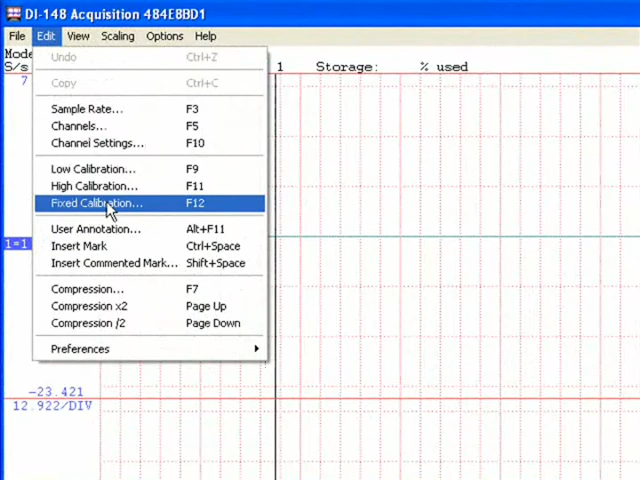 DI-148 Acquisition 484E8BD1
File Edit View Scaling Options Help
Mode
S/s 1 Storage: % used
7
Undo Ctrl+Z
Copy Ctrl+C
Sample Rate... F3
Channels... F5
Channel Settings... F10
Low Calibration... F9
High Calibration... F11
Fixed Calibration... F12
User Annotation... Alt+F11
1=1 Insert Mark Ctrl+Space
Insert Commented Mark... Shift+Space
Compression... F7
Compression x2 Page Up
Compression /2 Page Down
Preferences
-23.421
12.922/DIV